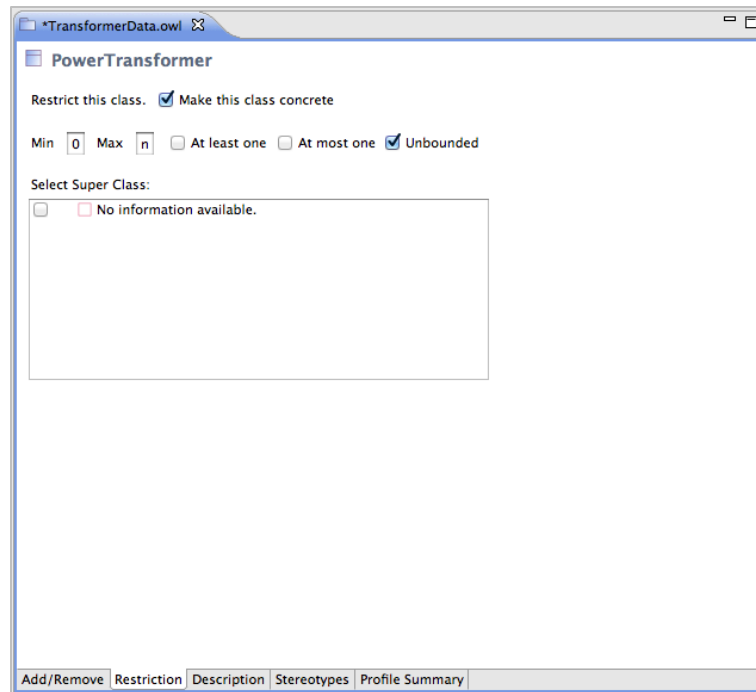 *TransformerData.owl
PowerTransformer
Restrict this class. Make this class concrete
Min 0 Max n At least one At most one Unbounded
Select Super Class:
No information available.
Add/Remove Restriction Description Stereotypes Profile Summary